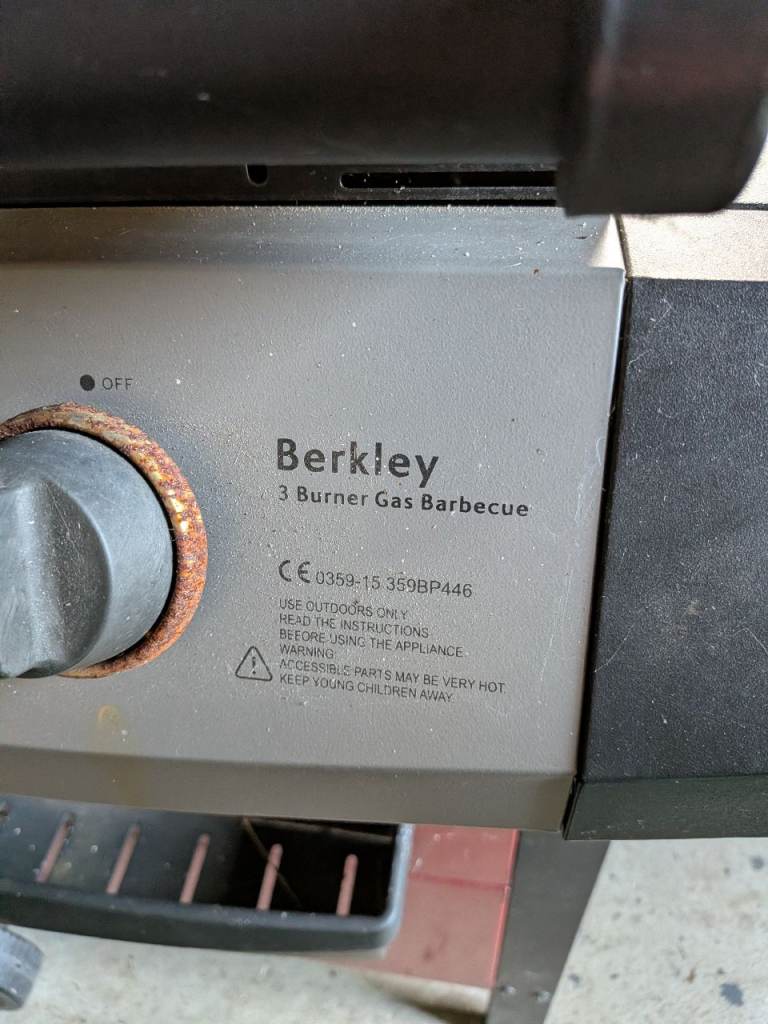 OFF
Berkley
3 Burner Gas Barbecue
CE 0359-15 359BP446
USE OUTDOORS ONLY
READ THE INSTRUCTIONS
BEFORE USING THE APPLIANCE
WARNING:
ACCESSIBLE PARTS MAY BE VERY HOT
KEEP YOUNG CHILDREN AWAY